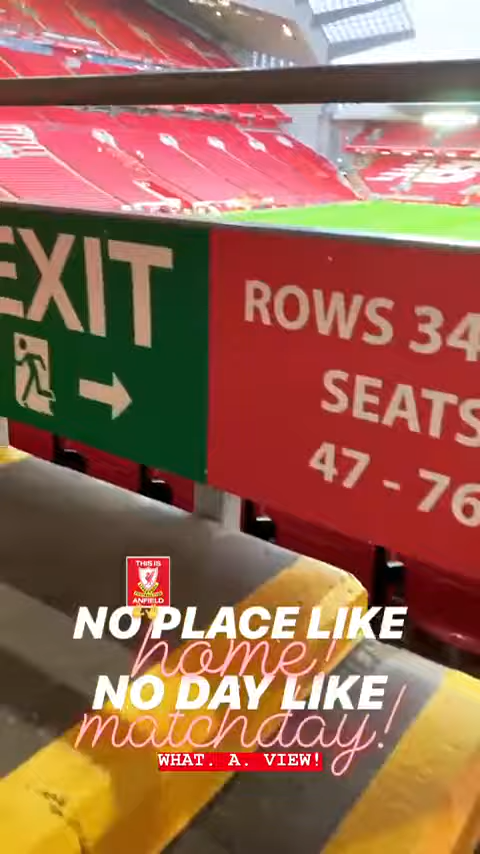 EXIT
ROWS 34
SEATS
47 - 76
THIS IS
ANFIELD
NO PLACE LIKE
home!
NO DAY LIKE
matchday!
WHAT. A. VIEW!